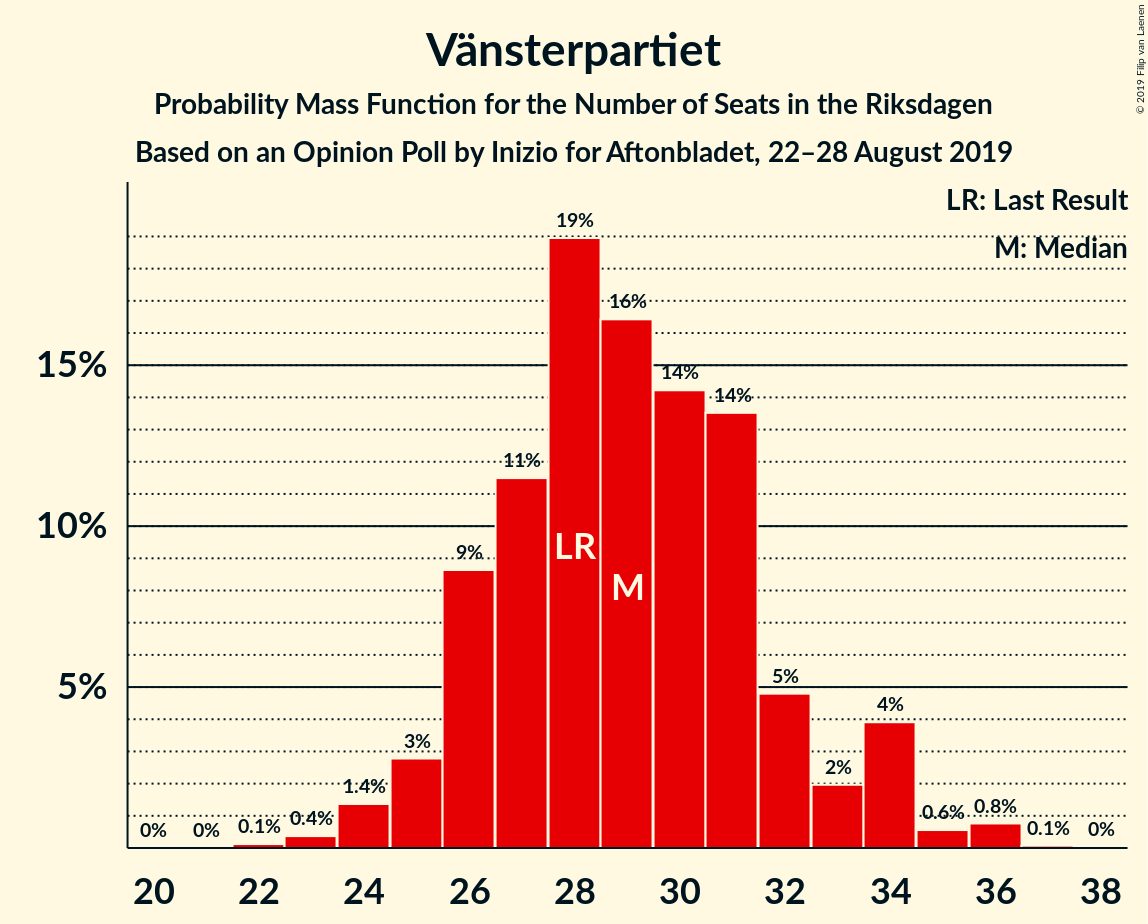 Vänsterpartiet
Probability Mass Function for the Number of Seats in the Riksdagen
Based on an Opinion Poll by Inizio for Aftonbladet, 22–28 August 2019
© 2019 Filip van Laenen
LR: Last Result
M: Median
15%
10%
5%
0%
0%
0.1%
0.4%
1.4%
3%
9%
11%
19%
16%
14%
14%
5%
2%
4%
0.6%
0.8%
0.1%
0%
LR
M
20 22 24 26 28 30 32 34 36 38